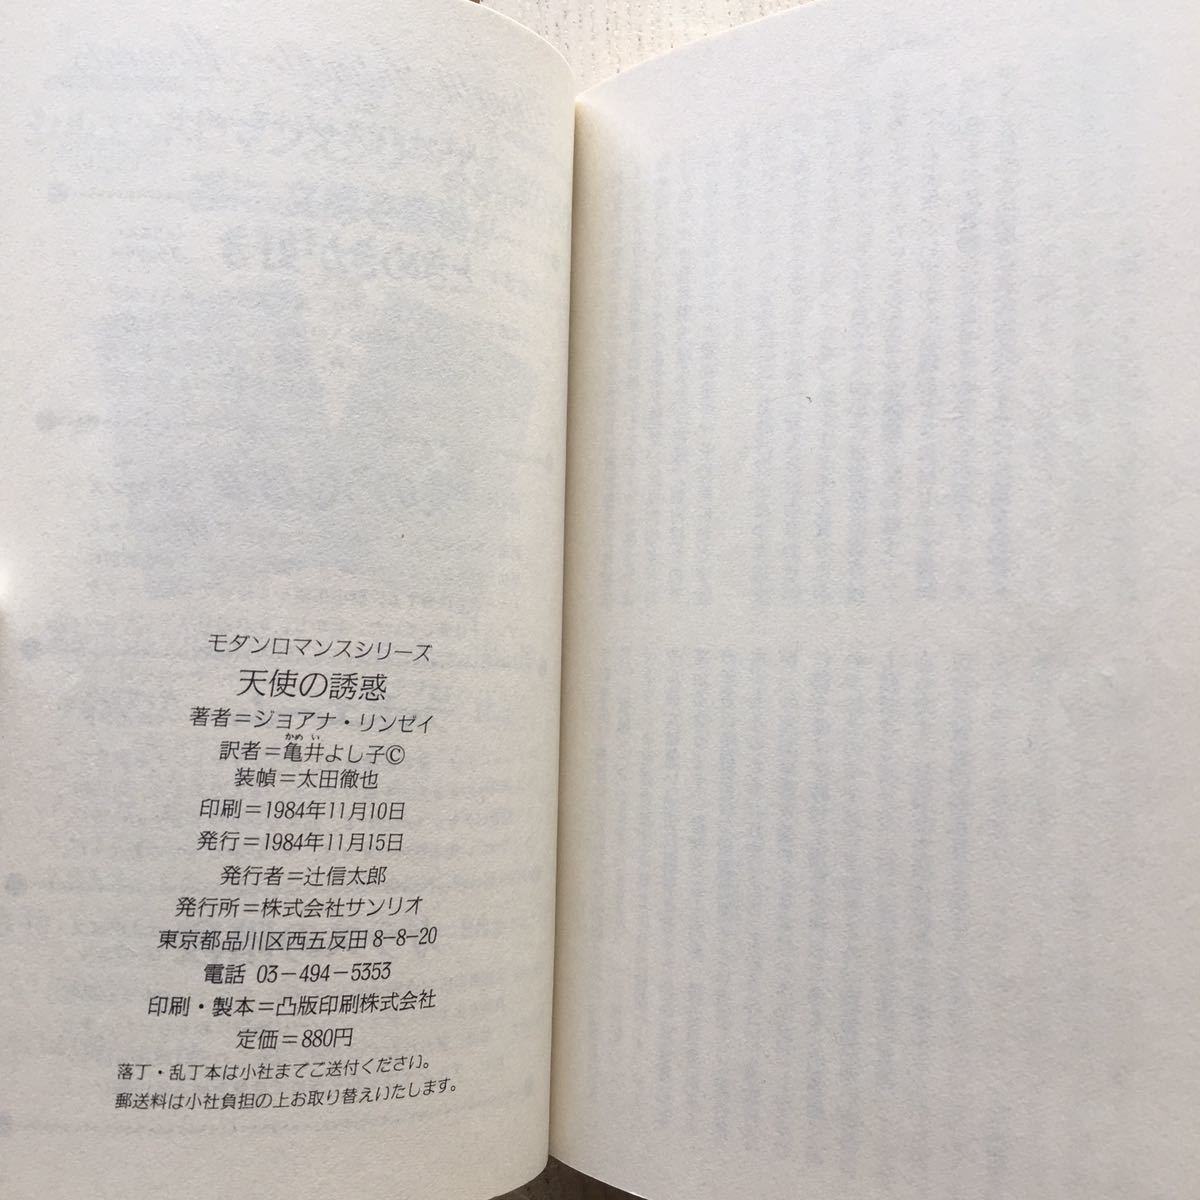 モダンロマンスシリーズ
天使の誘惑
著者＝ジョアナ・リンゼイ
かめい
訳者＝亀井よし子©
装幀＝太田徹也
印刷＝1984年11月10日
発行＝1984年11月15日
発行者＝辻信太郎
発行所＝株式会社サンリオ
東京都品川区西五反田8-8-20
電話 03-494-5353
印刷・製本＝凸版印刷株式会社
定価＝880円
落丁・乱丁本は小社までご送付ください。
郵送料は小社負担の上お取り替えいたします。